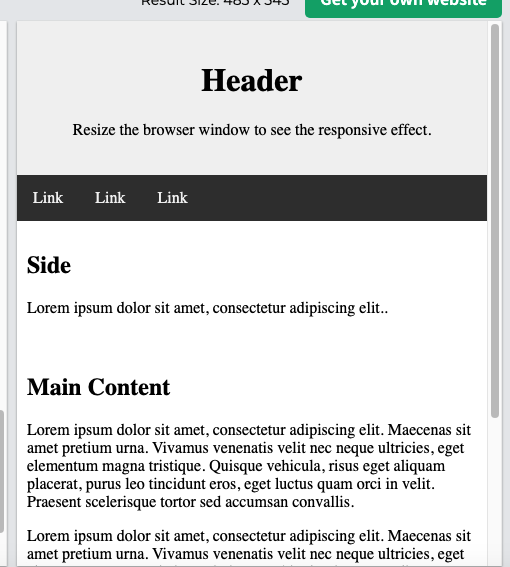 Result Size: 483 x 543
Get your own website
Header
Resize the browser window to see the responsive effect.
Link Link Link
Side
Lorem ipsum dolor sit amet, consectetur adipiscing elit..
Main Content
Lorem ipsum dolor sit amet, consectetur adipiscing elit. Maecenas sit
amet pretium urna. Vivamus venenatis velit nec neque ultricies, eget
elementum magna tristique. Quisque vehicula, risus eget aliquam
placerat, purus leo tincidunt eros, eget luctus quam orci in velit.
Praesent scelerisque tortor sed accumsan convallis.
Lorem ipsum dolor sit amet, consectetur adipiscing elit. Maecenas sit
amet pretium urna. Vivamus venenatis velit nec neque ultricies, eget